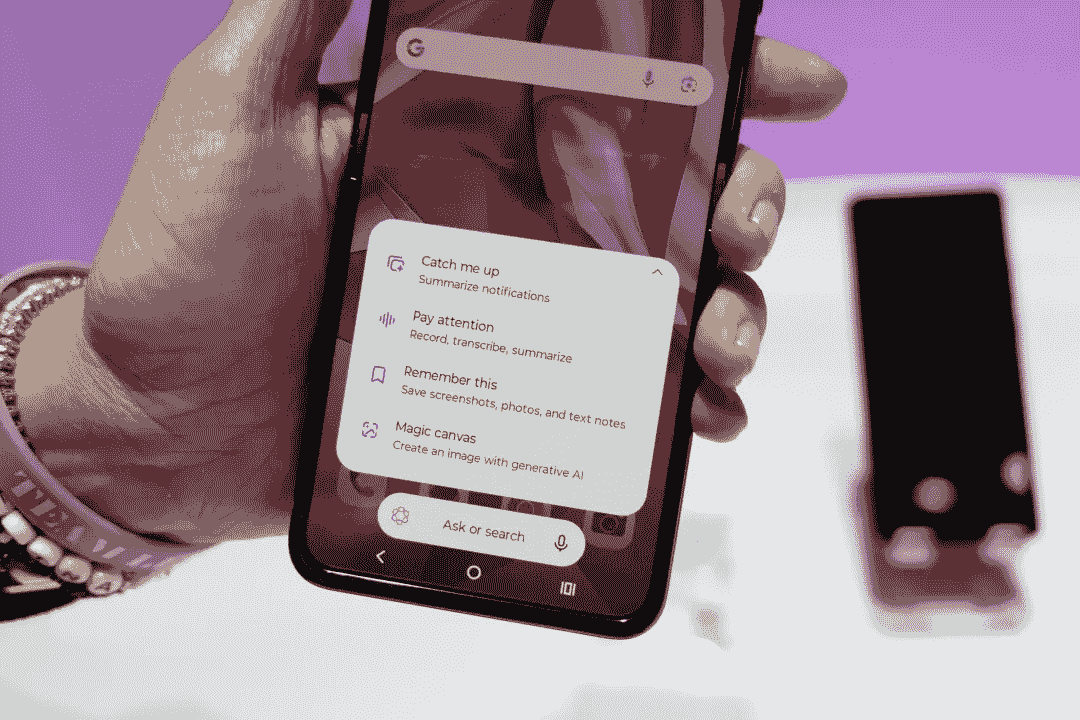 G
Catch me up
Summarize notifications
Pay attention
Record, transcribe, summarize
Remember this
Save screenshots, photos, and text notes
Magic canvas
Create an image with generative AI
Ask or search